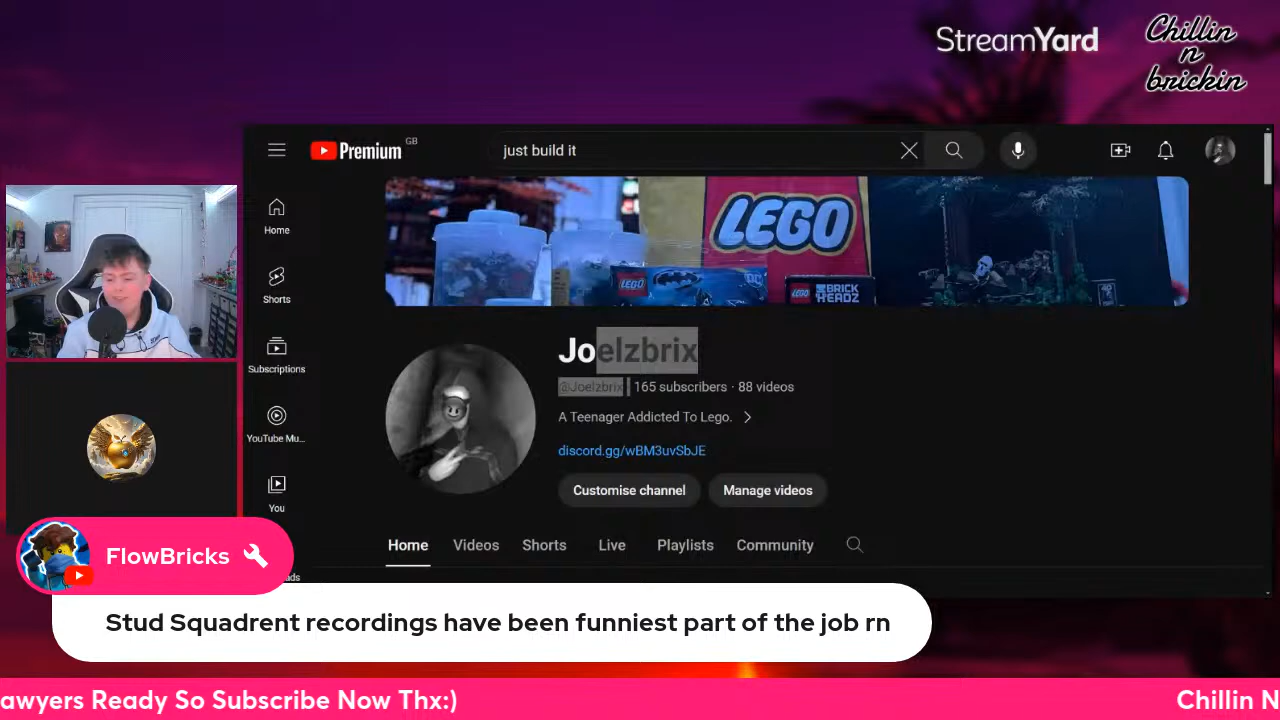 StreamYard
Chillin
n
brickin
Premium GB
just build it
LEGO
LEGO
DC
LEGO BRICK HEADZ
Home
Shorts
Subscriptions
YouTube Mu...
You
Joelzbrix
@Joelzbrix 165 subscribers · 88 videos
A Teenager Addicted To Lego.
discord.gg/wBM3uvSbJE
Customise channel Manage videos
Home Videos Shorts Live Playlists Community
ads
FlowBricks
Stud Squadrent recordings have been funniest part of the job rn
awyers Ready So Subscribe Now Thx:) Chillin N